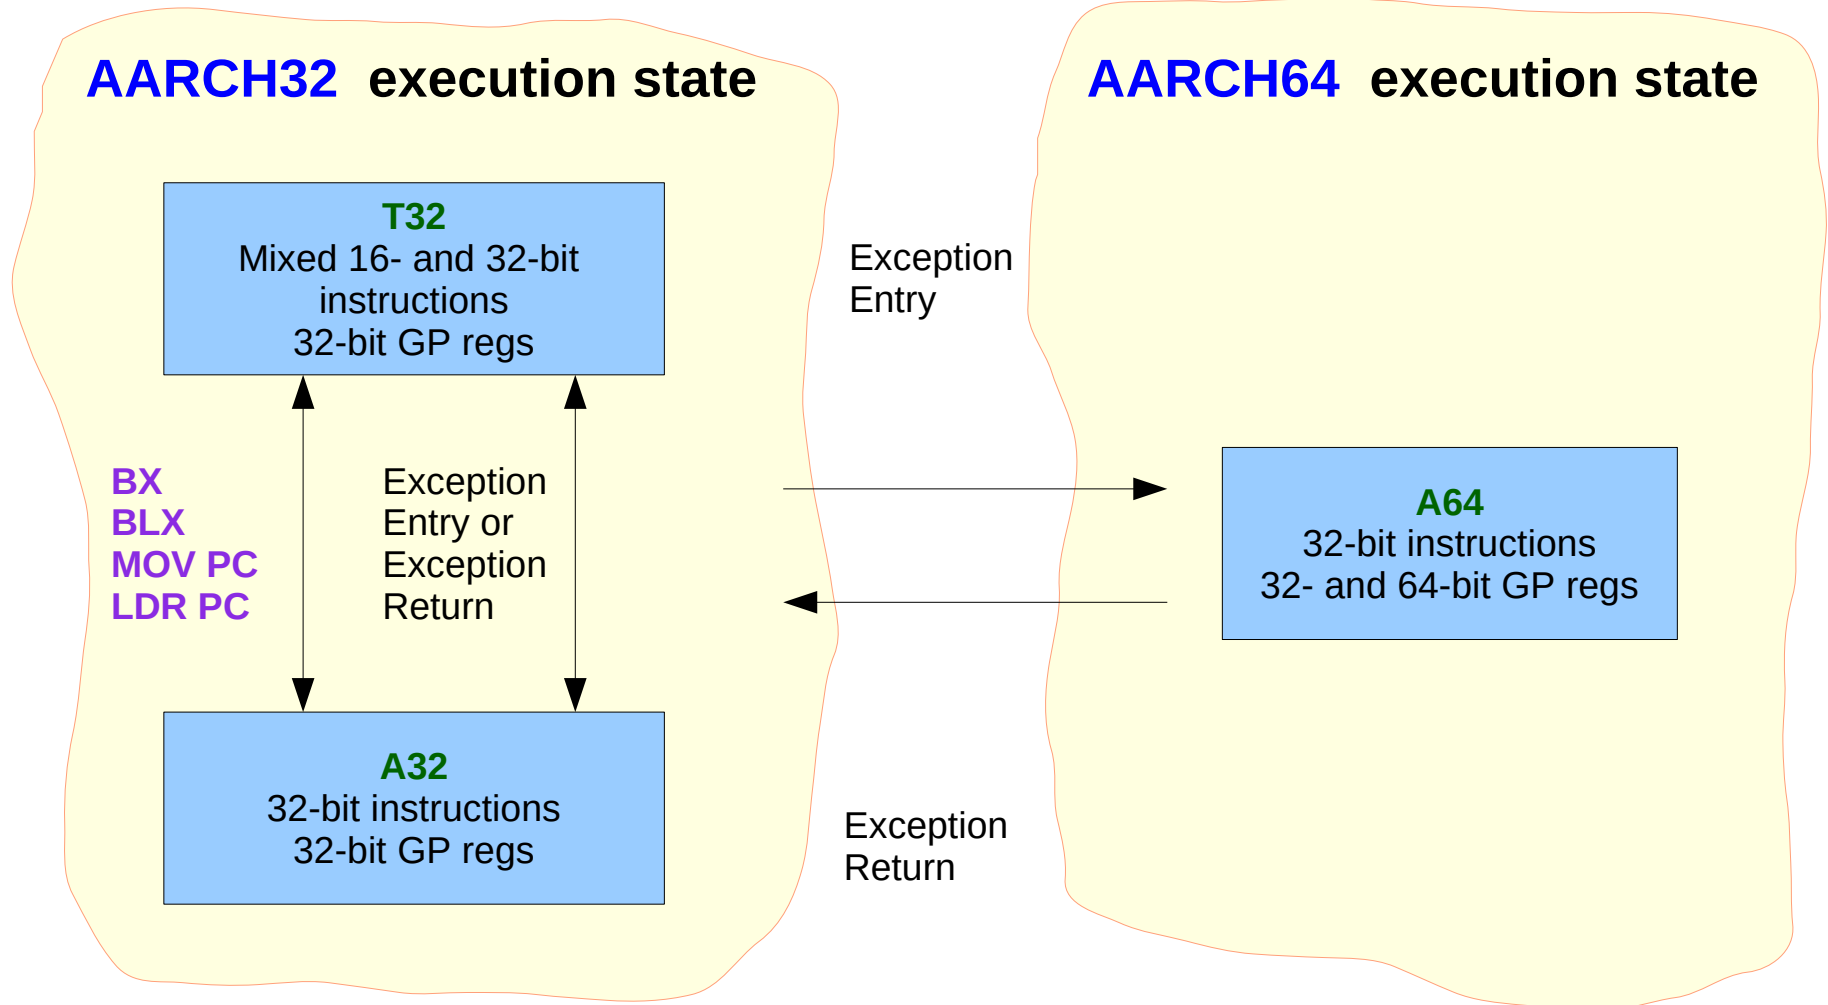 AARCH32 execution state
T32
Mixed 16- and 32-bit
instructions
32-bit GP regs
BX
BLX
MOV PC
LDR PC
Exception
Entry or
Exception
Return
A32
32-bit instructions
32-bit GP regs
Exception
Entry
Exception
Return
AARCH64 execution state
A64
32-bit instructions
32- and 64-bit GP regs